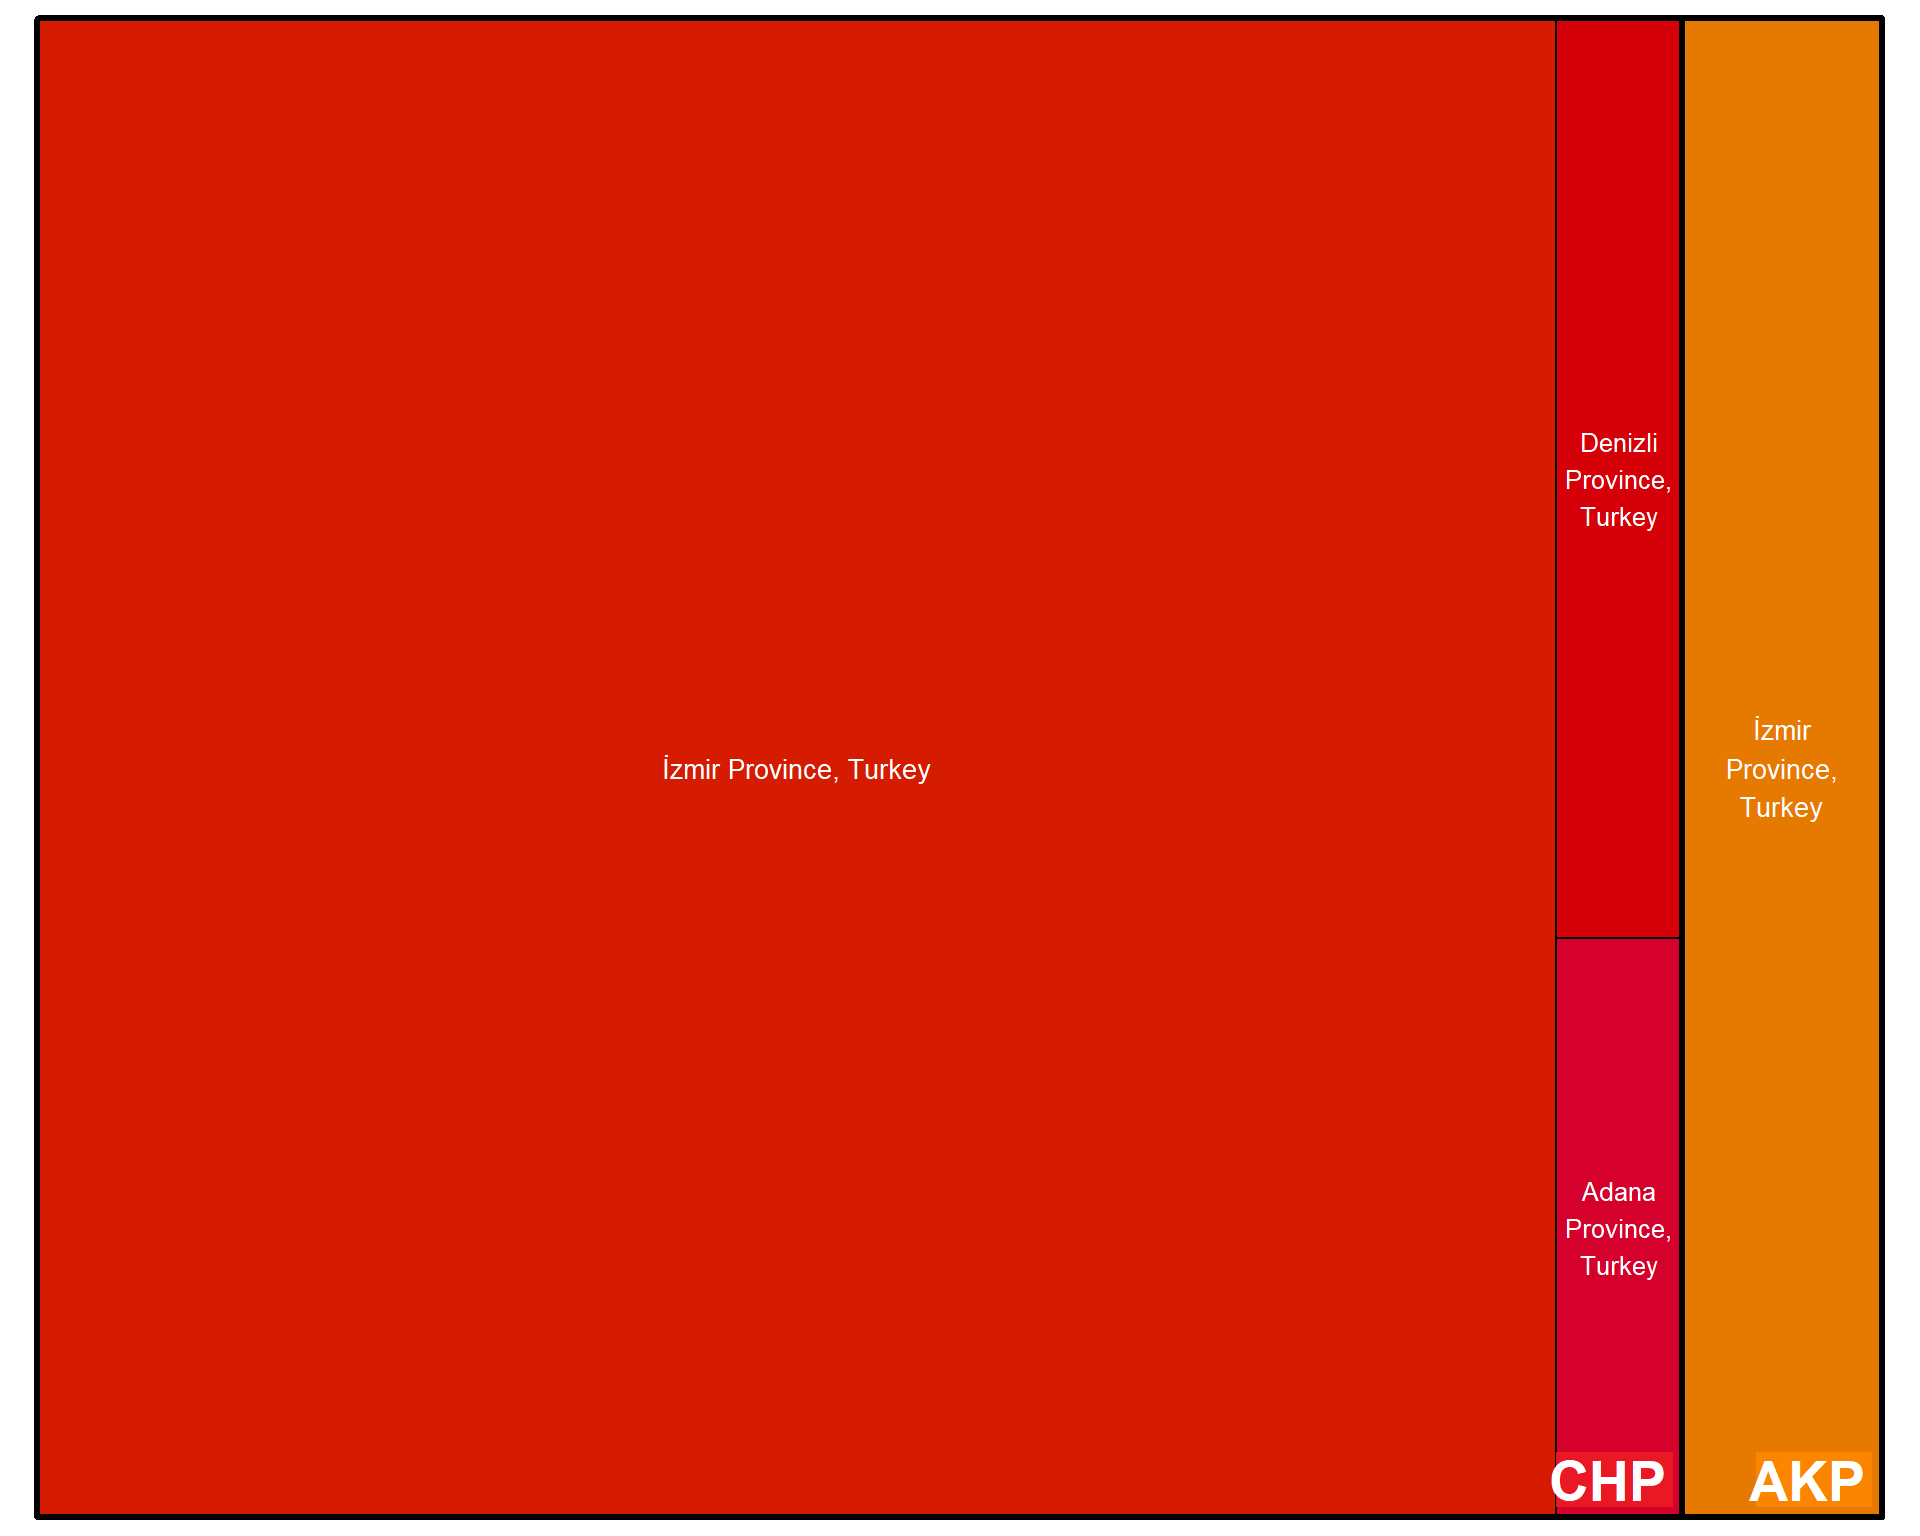 İzmir Province, Turkey
Denizli
Province,
Turkey
Adana
Province,
Turkey
CHP
İzmir
Province,
Turkey
AKP